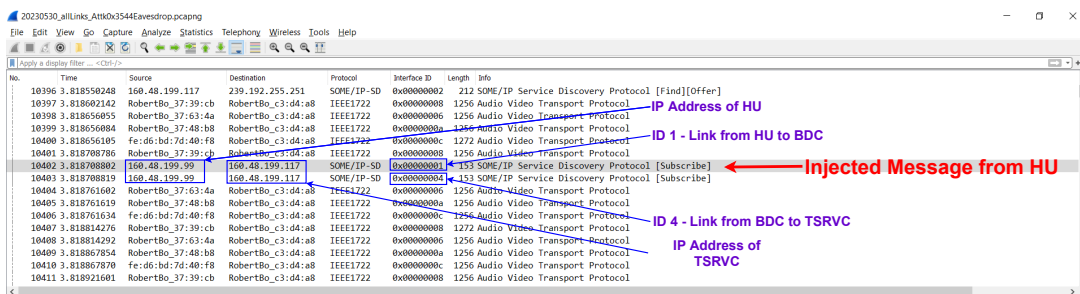 20230530_allLinks_Attk0x3544Eavesdrop.pcapng
File Edit View Go Capture Analyze Statistics Telephony Wireless Tools Help
Apply a display filter ... <Ctrl-/>
No. Time Source Destination Protocol Interface ID Length Info
10396 3.818550248 160.48.199.117 239.192.255.251 SOME/IP-SD 0x00000002 212 SOME/IP Service Discovery Protocol [Find][Offer]
10397 3.818602142 RobertBo_37:39:cb RobertBo_c3:d4:a8 IEEE1722 0x00000008 1256 Audio Video Transport Protocol
IP Address of HU
10398 3.818656055 RobertBo_37:63:4a RobertBo_c3:d4:a8 IEEE1722 0x00000006 1256 Audio Video Transport Protocol
10399 3.818656084 RobertBo_37:48:b8 RobertBo_c3:d4:a8 IEEE1722 0x0000000a 1256 Audio Video Transport Protocol
10400 3.818656105 fe:d6:bd:7d:40:f8 RobertBo_c3:d4:a8 IEEE1722 0x0000000c 1272 Audio Video Transport Protocol
ID 1 - Link from HU to BDC
10401 3.818708786 RobertBo_37:39:cb RobertBo_c3:d4:a8 IEEE1722 0x00000008 1256 Audio Video Transport Protocol
10402 3.818708802 160.48.199.99 160.48.199.117 SOME/IP-SD 0x00000001 153 SOME/IP Service Discovery Protocol [Subscribe]
Injected Message from HU
10403 3.818708819 160.48.199.99 160.48.199.117 SOME/IP-SD 0x00000004 153 SOME/IP Service Discovery Protocol [Subscribe]
10404 3.818761602 RobertBo_37:63:4a RobertBo_c3:d4:a8 IEEE1722 0x00000006 1256 Audio Video Transport Protocol
10405 3.818761619 RobertBo_37:48:b8 RobertBo_c3:d4:a8 IEEE1722 0x0000000a 1256 Audio Video Transport Protocol
10406 3.818761634 fe:d6:bd:7d:40:f8 RobertBo_c3:d4:a8 IEEE1722 0x0000000c 1256 Audio Video Transport Protocol
ID 4 - Link from BDC to TSRVC
10407 3.818814276 RobertBo_37:39:cb RobertBo_c3:d4:a8 IEEE1722 0x00000008 1272 Audio Video Transport Protocol
10408 3.818814292 RobertBo_37:63:4a RobertBo_c3:d4:a8 IEEE1722 0x00000006 1256 Audio Video Transport Protocol
IP Address of
TSRVC
10409 3.818867854 RobertBo_37:48:b8 RobertBo_c3:d4:a8 IEEE1722 0x0000000a 1256 Audio Video Transport Protocol
10410 3.818867870 fe:d6:bd:7d:40:f8 RobertBo_c3:d4:a8 IEEE1722 0x0000000c 1256 Audio Video Transport Protocol
10411 3.818921601 RobertBo_37:39:cb RobertBo_c3:d4:a8 IEEE1722 0x00000008 1256 Audio Video Transport Protocol